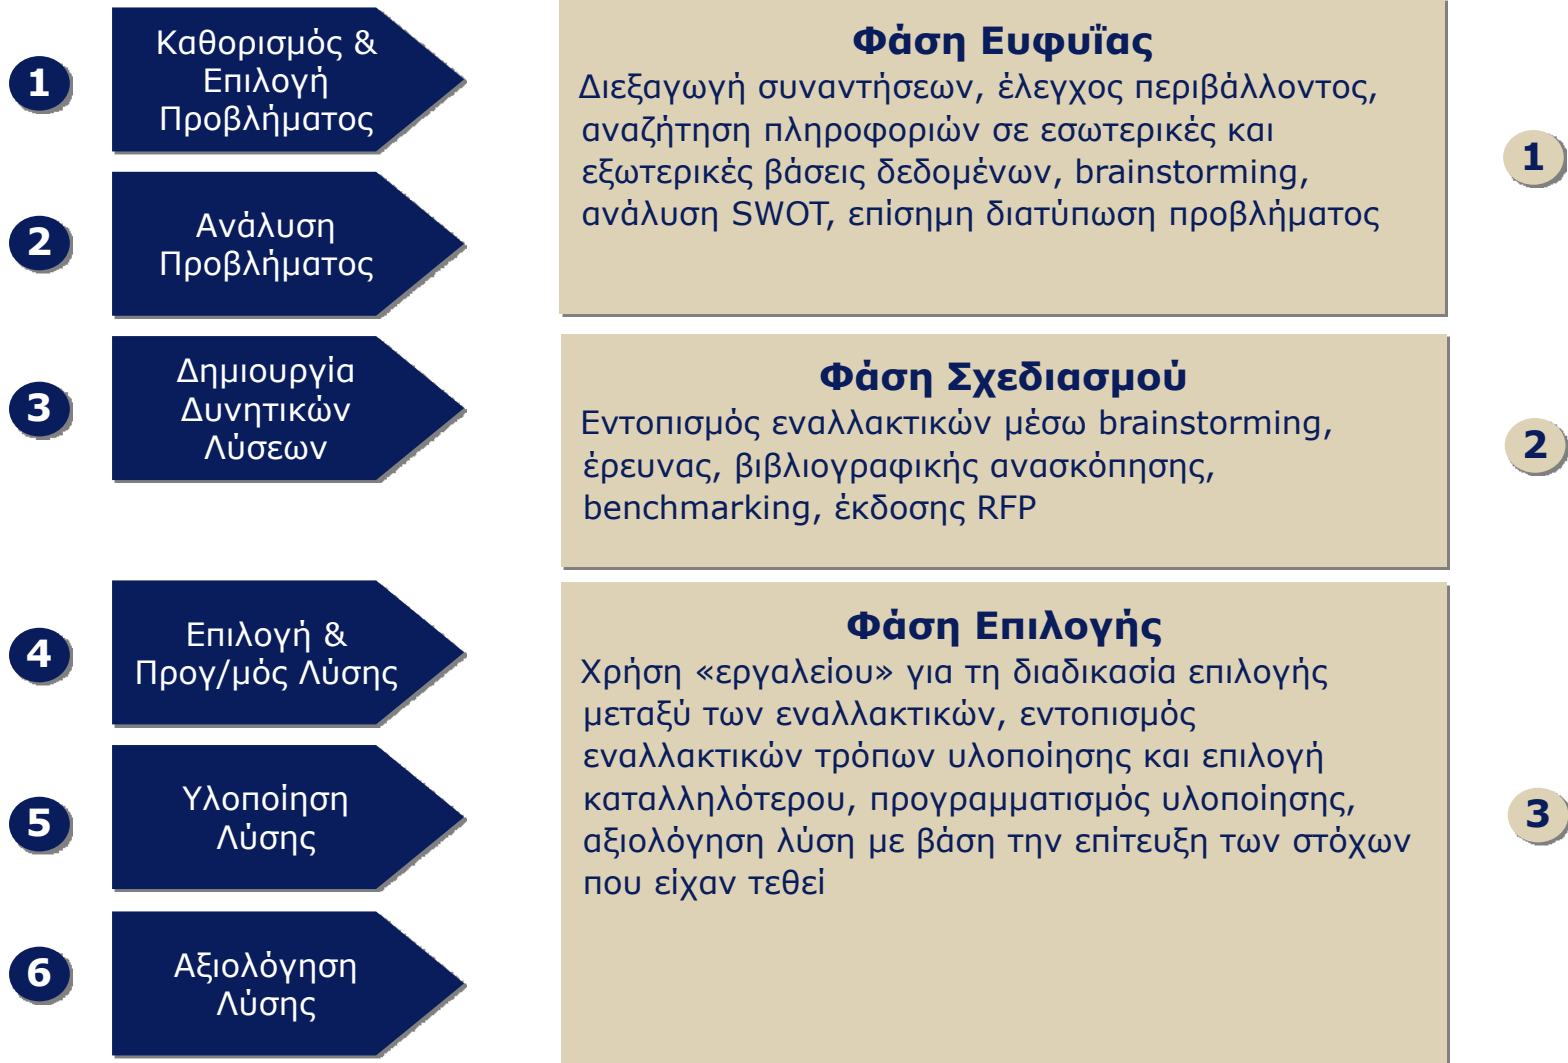 1
Καθορισμός &
Επιλογή
Προβλήματος
2
Ανάλυση
Προβλήματος
Φάση Ευφυΐας
Διεξαγωγή συναντήσεων, έλεγχος περιβάλλοντος,
αναζήτηση πληροφοριών σε εσωτερικές και
εξωτερικές βάσεις δεδομένων, brainstorming,
ανάλυση SWOT, επίσημη διατύπωση προβλήματος
1
3
Δημιουργία
Δυνητικών
Λύσεων
Φάση Σχεδιασμού
Εντοπισμός εναλλακτικών μέσω brainstorming,
έρευνας, βιβλιογραφικής ανασκόπησης,
benchmarking, έκδοσης RFP
2
4
Επιλογή &
Προγ/μός Λύσης
5
Υλοποίηση
Λύσης
6
Αξιολόγηση
Λύσης
Φάση Επιλογής
Χρήση «εργαλείου» για τη διαδικασία επιλογής
μεταξύ των εναλλακτικών, εντοπισμός
εναλλακτικών τρόπων υλοποίησης και επιλογή
καταλληλότερου, προγραμματισμός υλοποίησης,
αξιολόγηση λύση με βάση την επίτευξη των στόχων
που είχαν τεθεί
3